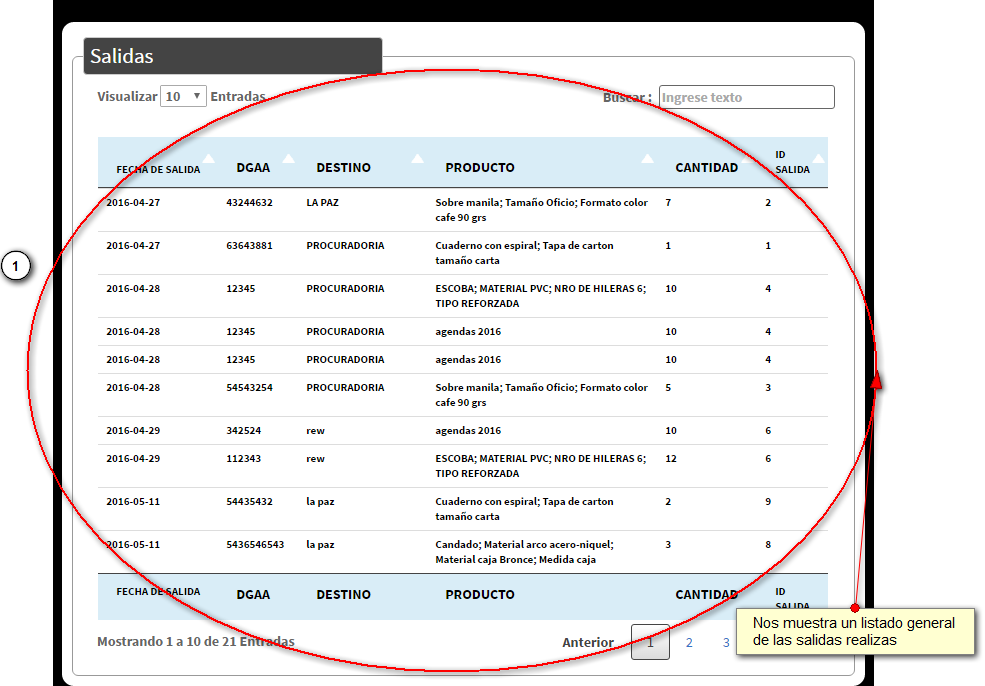 Salidas
Visualizar 10 Entradas
Buscar : Ingrese texto
FECHA DE SALIDA DGAA DESTINO PRODUCTO CANTIDAD ID SALIDA
2016-04-27 43244632 LA PAZ Sobre manila; Tamaño Oficio; Formato color 7 2
cafe 90 grs
2016-04-27 63643881 PROCURADORIA Cuaderno con espiral; Tapa de carton 1 1
tamaño carta
2016-04-28 12345 PROCURADORIA ESCOBA; MATERIAL PVC; NRO DE HILERAS 6; 10 4
TIPO REFORZADA
2016-04-28 12345 PROCURADORIA agendas 2016 10 4
2016-04-28 12345 PROCURADORIA agendas 2016 10 4
2016-04-28 54543254 PROCURADORIA Sobre manila; Tamaño Oficio; Formato color 5 3
cafe 90 grs
2016-04-29 342524 rew agendas 2016 10 6
2016-04-29 112343 rew ESCOBA; MATERIAL PVC; NRO DE HILERAS 6; 12 6
TIPO REFORZADA
2016-05-11 54435432 la paz Cuaderno con espiral; Tapa de carton 2 9
tamaño carta
2016-05-11 5436546543 la paz Candado; Material arco acero-niquel; 3 8
Material caja Bronce; Medida caja
FECHA DE SALIDA DGAA DESTINO PRODUCTO CANTIDAD ID SALIDA
Mostrando 1 a 10 de 21 Entradas
Anterior 1 2 3
1
Nos muestra un listado general
de las salidas realizas